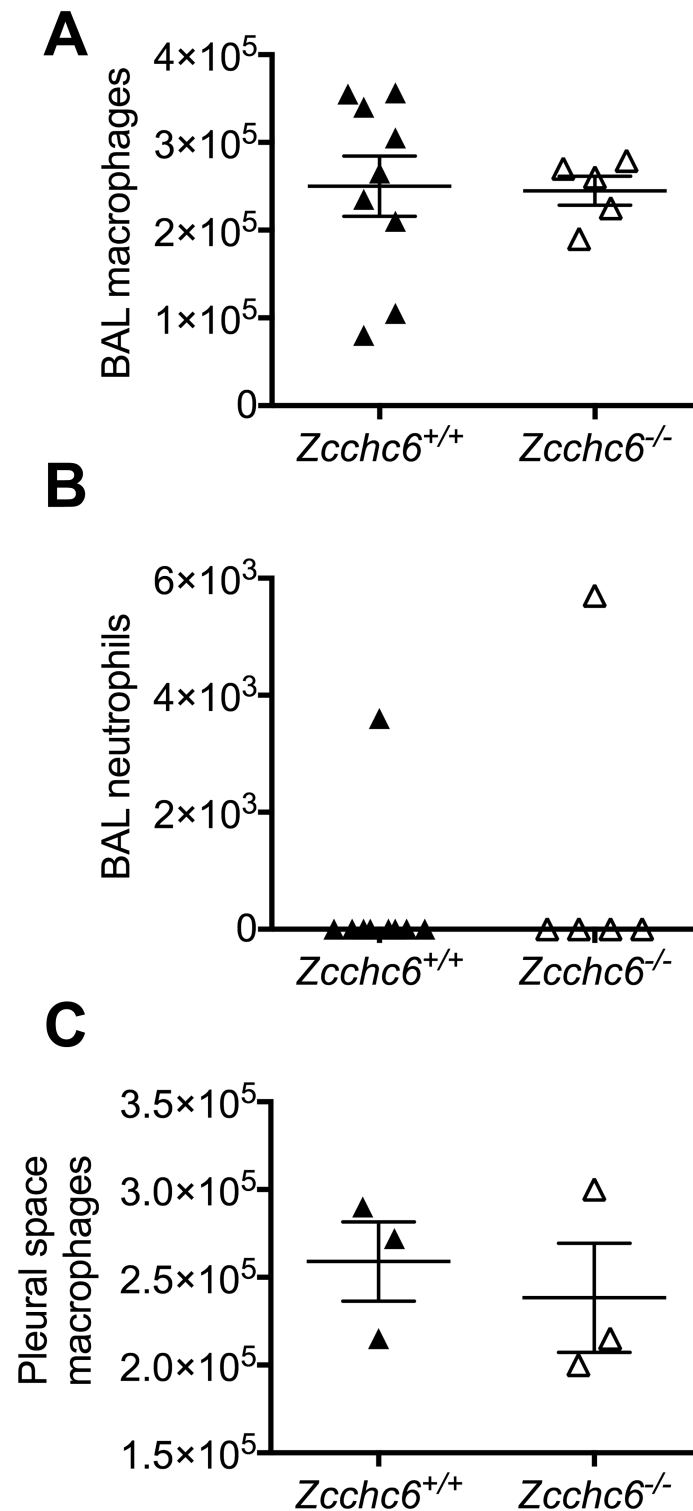 A
BAL macrophages
4×10⁵
3×10⁵
2×10⁵
1×10⁵
0
Zcchc6⁺/⁺
Zcchc6⁻/⁻
B
BAL neutrophils
6×10³
4×10³
2×10³
0
Zcchc6⁺/⁺
Zcchc6⁻/⁻
C
Pleural space
macrophages
3.5×10⁵
3.0×10⁵
2.5×10⁵
2.0×10⁵
1.5×10⁵
Zcchc6⁺/⁺
Zcchc6⁻/⁻